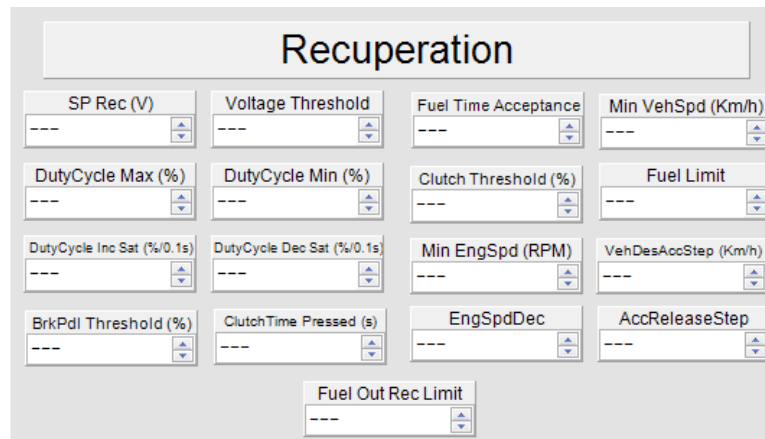 Recuperation
SP Rec (V) Voltage Threshold Fuel Time Acceptance Min VehSpd (Km/h)
--- --- --- ---
DutyCycle Max (%) DutyCycle Min (%) Clutch Threshold (%) Fuel Limit
--- --- --- ---
DutyCycle Inc Sat (%/0.1s) DutyCycle Dec Sat (%/0.1s) Min EngSpd (RPM) VehDesAccStep (Km/h)
--- --- --- ---
BrkPdl Threshold (%) ClutchTime Pressed (s) EngSpdDec AccReleaseStep
--- --- --- ---
Fuel Out Rec Limit
---